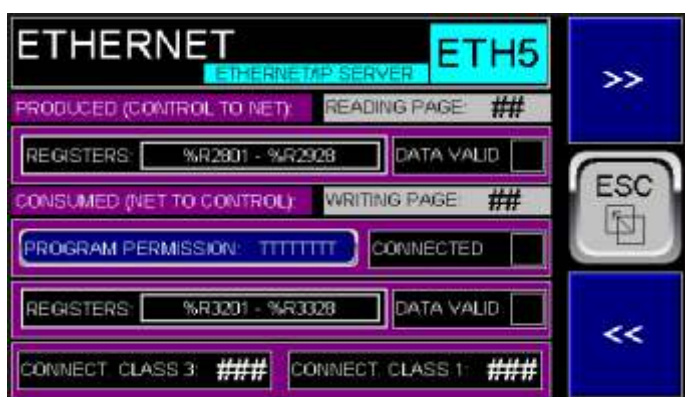 ETHERNET
ETHERNET/IP SERVER
ETH5
>>
PRODUCED (CONTROL TO NET): READING PAGE: ##
REGISTERS: %R2801 - %R2928 DATA VALID
ESC
CONSUMED (NET TO CONTROL): WRITING PAGE: ##
PROGRAM PERMISSION: TTTTTTTT CONNECTED
REGISTERS: %R3201 - %R3328 DATA VALID
<<
CONNECT. CLASS 3: ### CONNECT. CLASS 1: ###